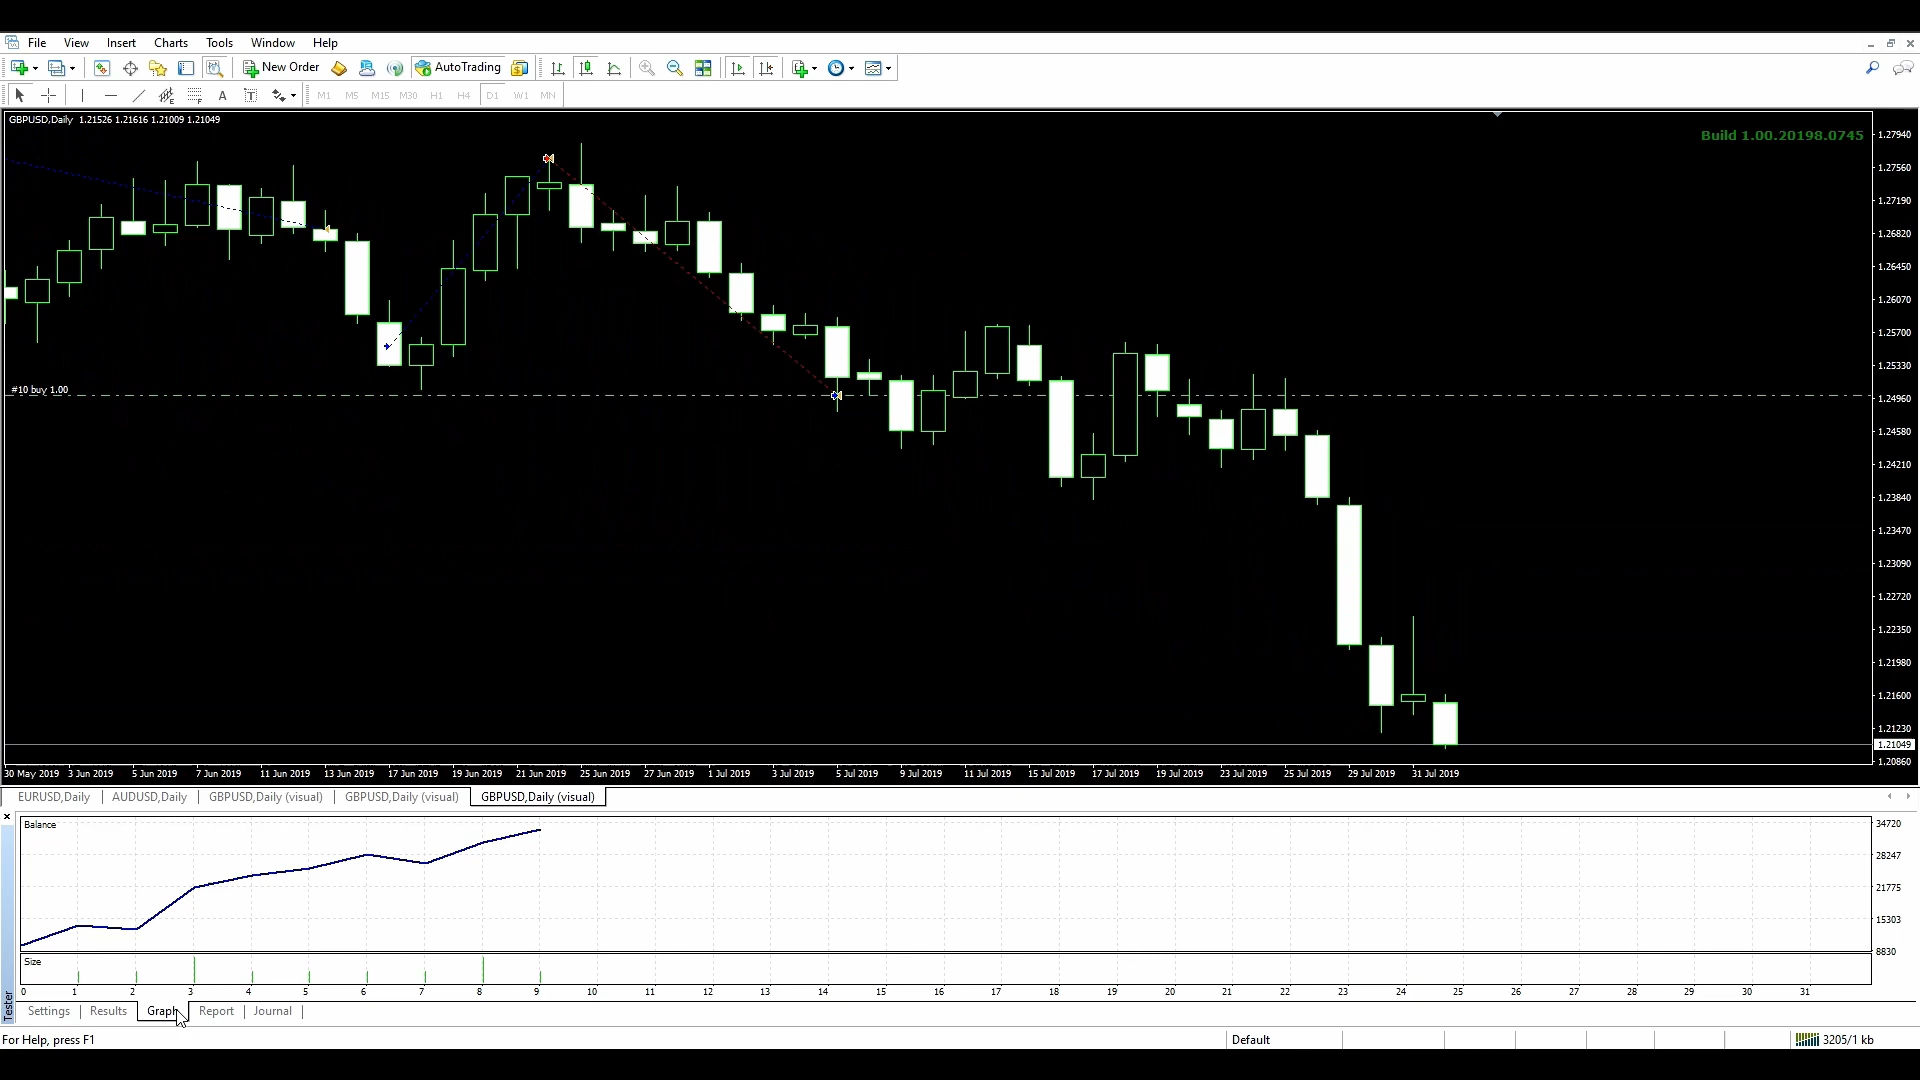 File View Insert Charts Tools Window Help
New Order AutoTrading
A T M1 M5 M15 M30 H1 H4 D1 W1 MN
GBPUSD,Daily 1.21526 1.21616 1.21009 1.21049
Build 1.00.20198.0745
1.27940
1.27560
1.27190
1.26820
1.26450
1.26070
1.25700
1.25330
#10 buy 1.00
1.24960
1.24580
1.24210
1.23840
1.23470
1.23090
1.22720
1.22350
1.21980
1.21600
1.21230
1.21049
1.20860
30 May 2019 3 Jun 2019 5 Jun 2019 7 Jun 2019 11 Jun 2019 13 Jun 2019 17 Jun 2019 19 Jun 2019 21 Jun 2019 25 Jun 2019 27 Jun 2019 1 Jul 2019 3 Jul 2019 5 Jul 2019 9 Jul 2019 11 Jul 2019 15 Jul 2019 17 Jul 2019 19 Jul 2019 23 Jul 2019 25 Jul 2019 29 Jul 2019 31 Jul 2019
EURUSD,Daily AUDUSD,Daily GBPUSD,Daily (visual) GBPUSD,Daily (visual) GBPUSD,Daily (visual)
Balance
34720
28247
21775
15303
8830
Size
0 1 2 3 4 5 6 7 8 9 10 11 12 13 14 15 16 17 18 19 20 21 22 23 24 25 26 27 28 29 30 31
Tester
Settings Results Graph Report Journal
For Help, press F1 Default 3205/1 kb